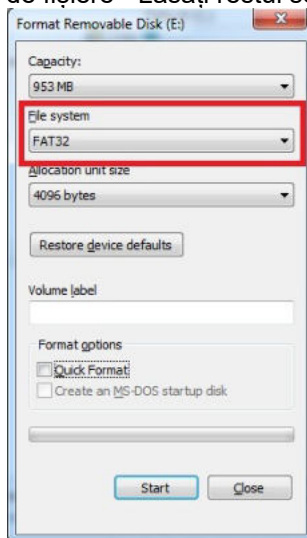 Format Removable Disk (E:)
Capacity:
953 MB
File system
FAT32
Allocation unit size
4096 bytes
Restore device defaults
Volume label
Format options
Quick Format
Create an MS-DOS startup disk
Start
Close